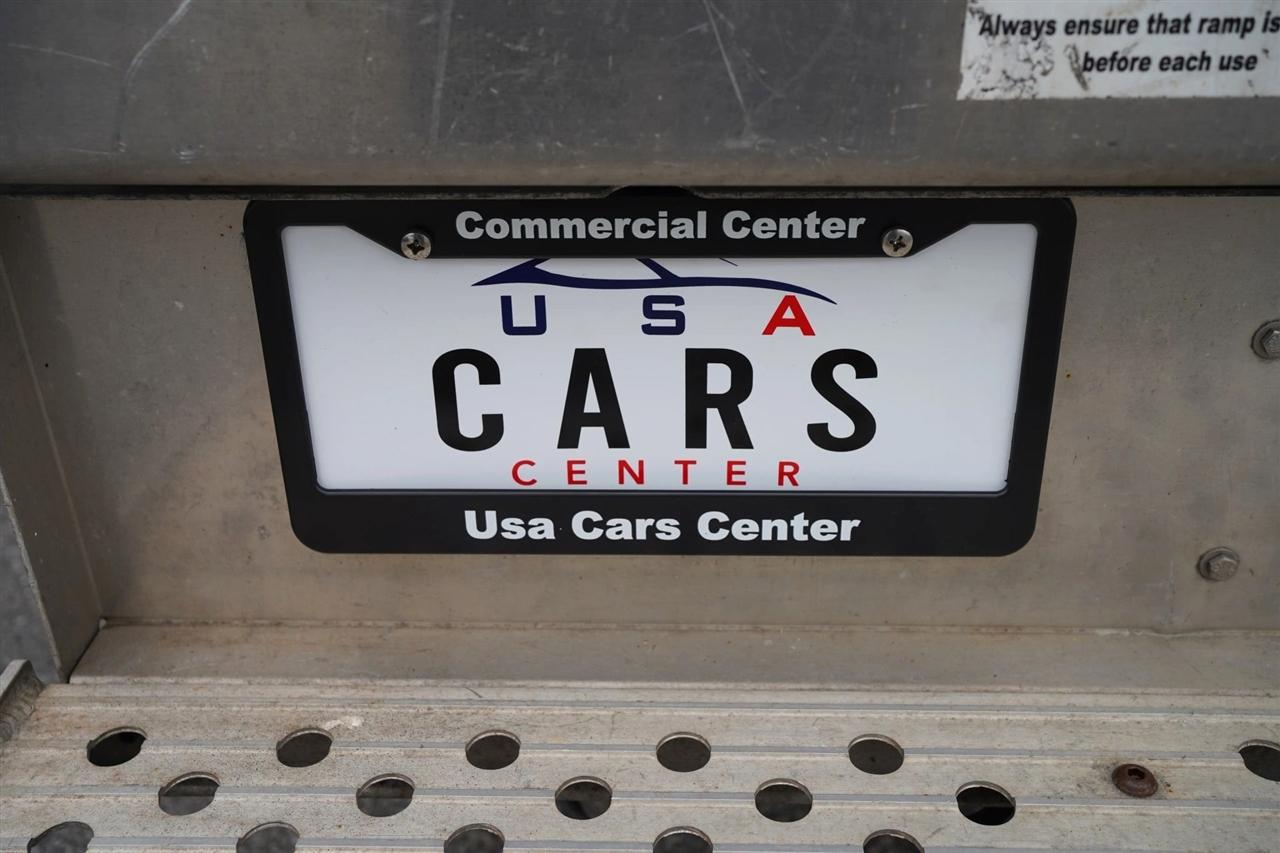 Always ensure that ramp is
before each use
Commercial Center
USA
CARS
CENTER
Usa Cars Center